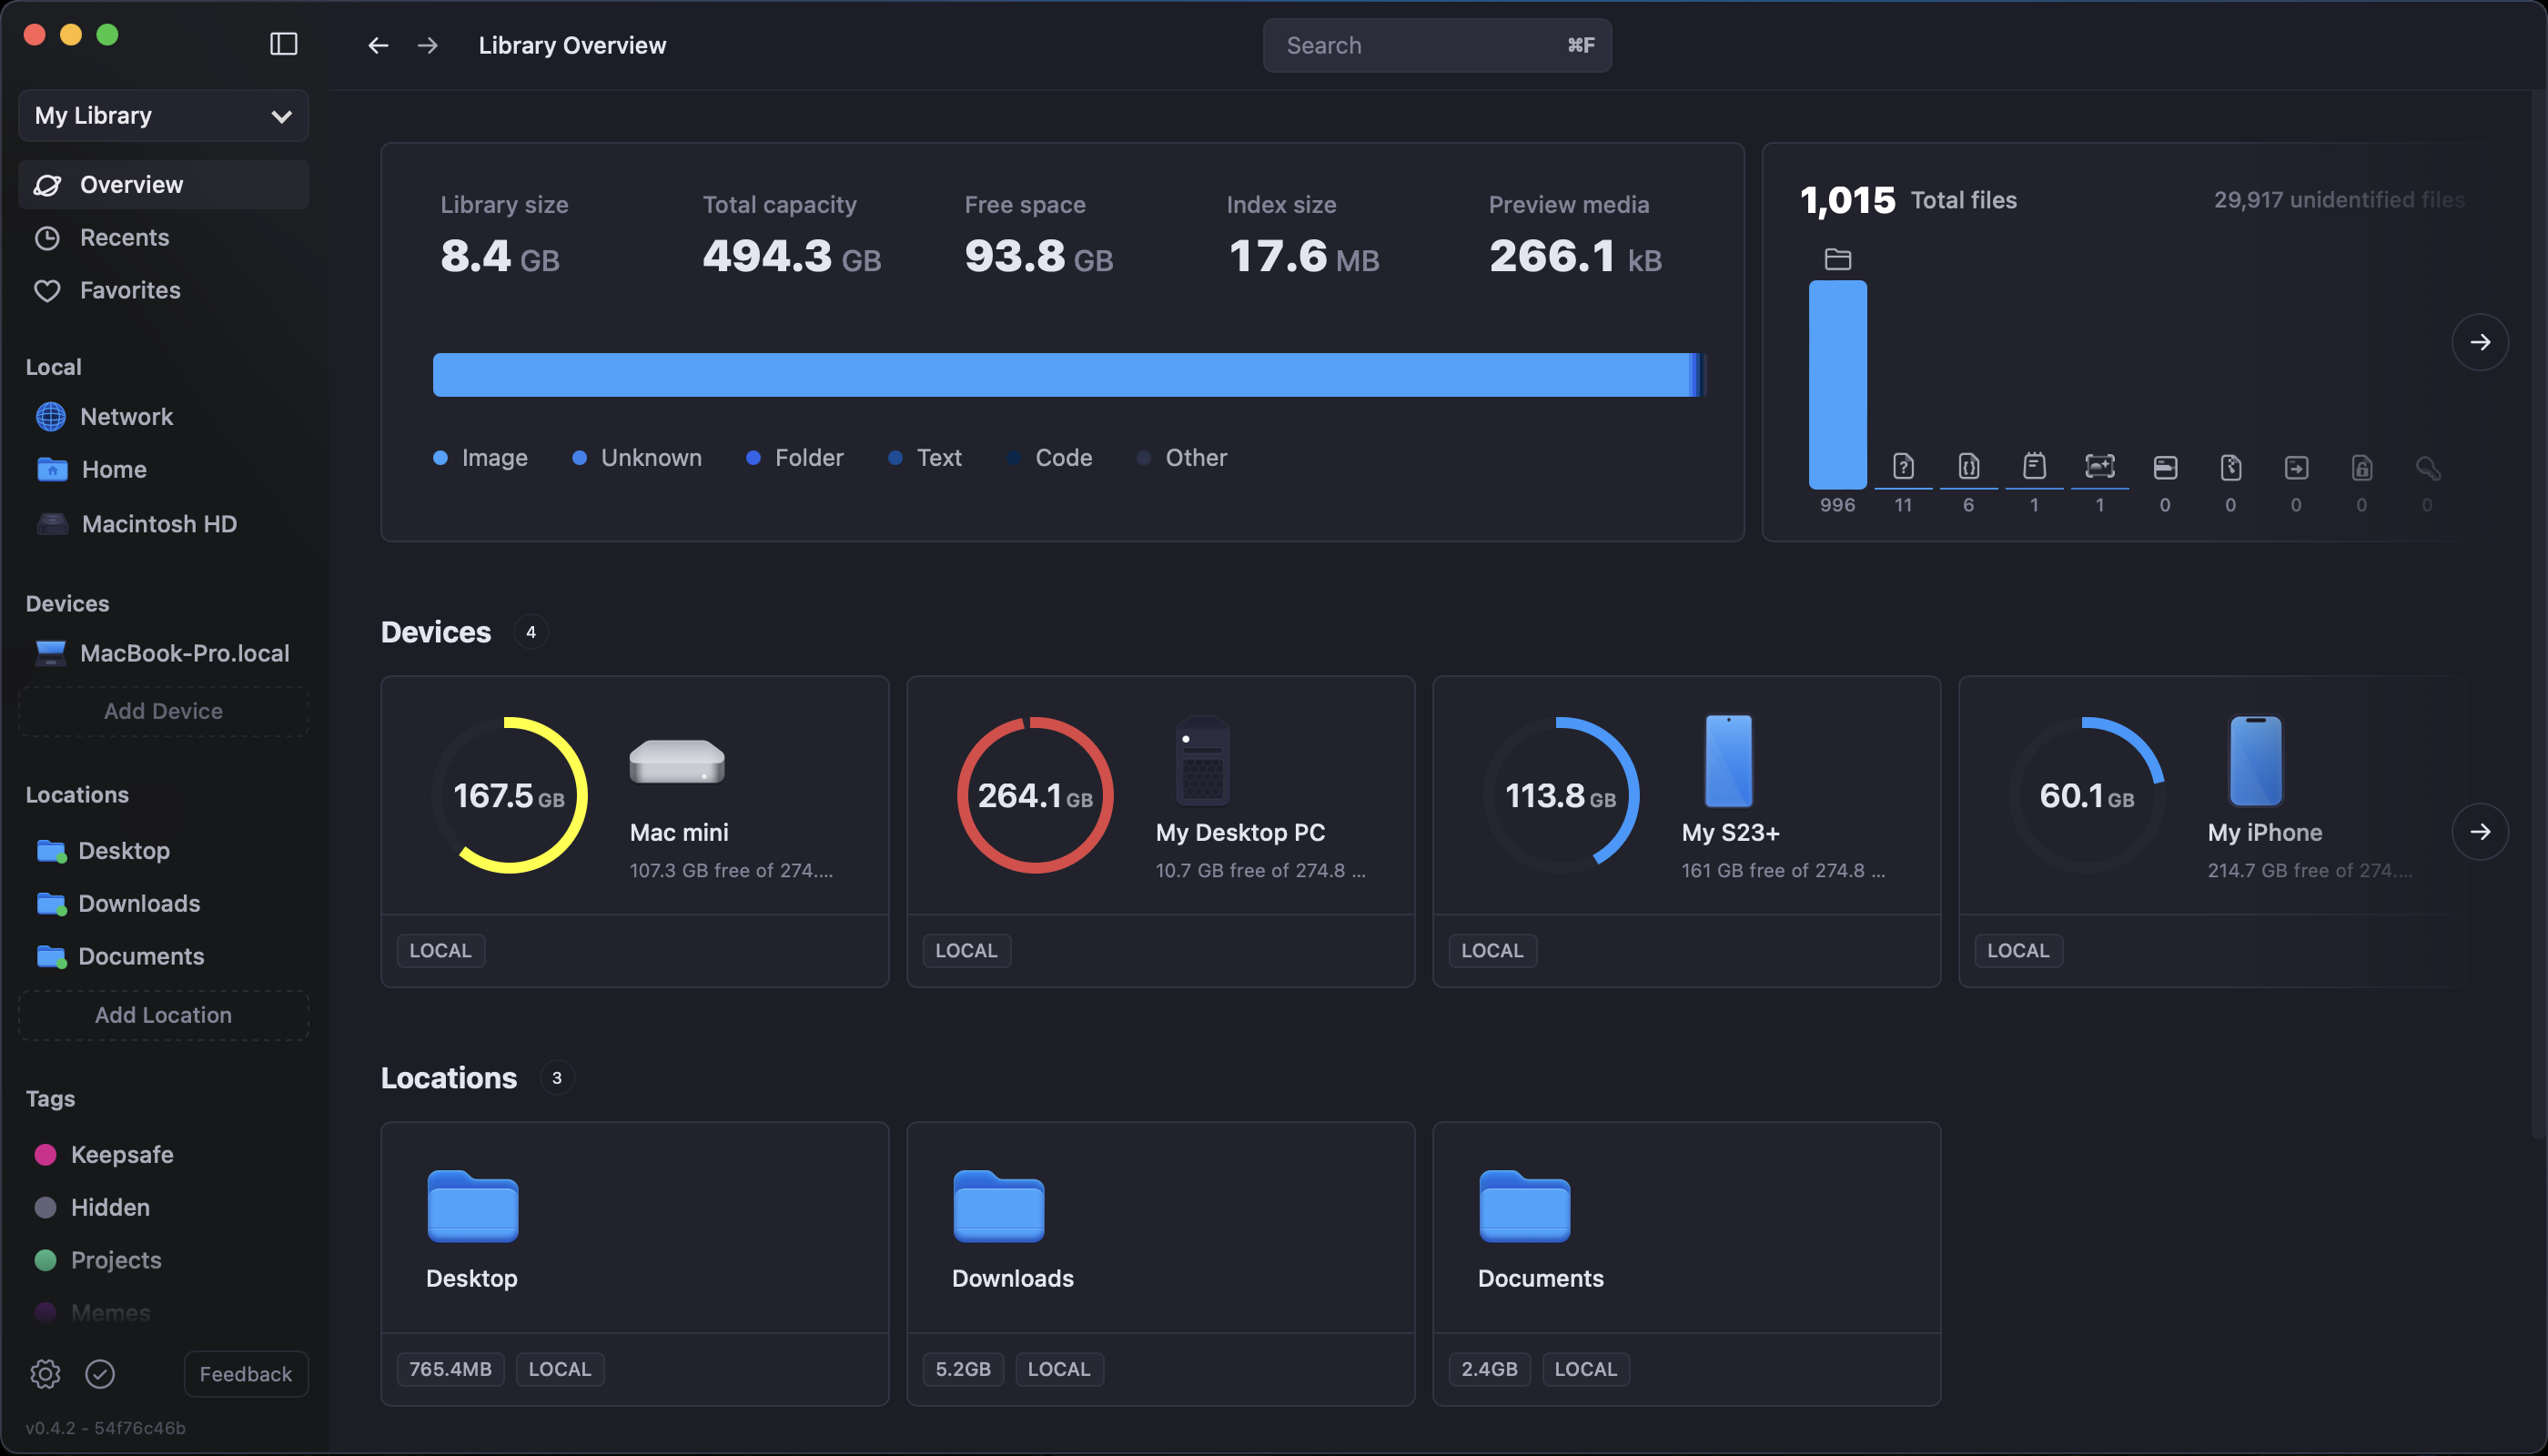 Library Overview
Search ⌘F
My Library
Overview
Recents
Favorites
Local
Network
Home
Macintosh HD
Devices
MacBook-Pro.local
Add Device
Locations
Desktop
Downloads
Documents
Add Location
Tags
Keepsafe
Hidden
Projects
Memes
Feedback
v0.4.2 - 54f76c46b
Library size
8.4 GB
Total capacity
494.3 GB
Free space
93.8 GB
Index size
17.6 MB
Preview media
266.1 kB
Image Unknown Folder Text Code Other
1,015 Total files
29,917 unidentified files
996 11 6 1 1 0 0 0 0 0
Devices 4
167.5 GB
Mac mini
107.3 GB free of 274....
LOCAL
264.1 GB
My Desktop PC
10.7 GB free of 274.8 ...
LOCAL
113.8 GB
My S23+
161 GB free of 274.8 ...
LOCAL
60.1 GB
My iPhone
214.7 GB free of 274....
LOCAL
Locations 3
Desktop
765.4MB LOCAL
Downloads
5.2GB LOCAL
Documents
2.4GB LOCAL